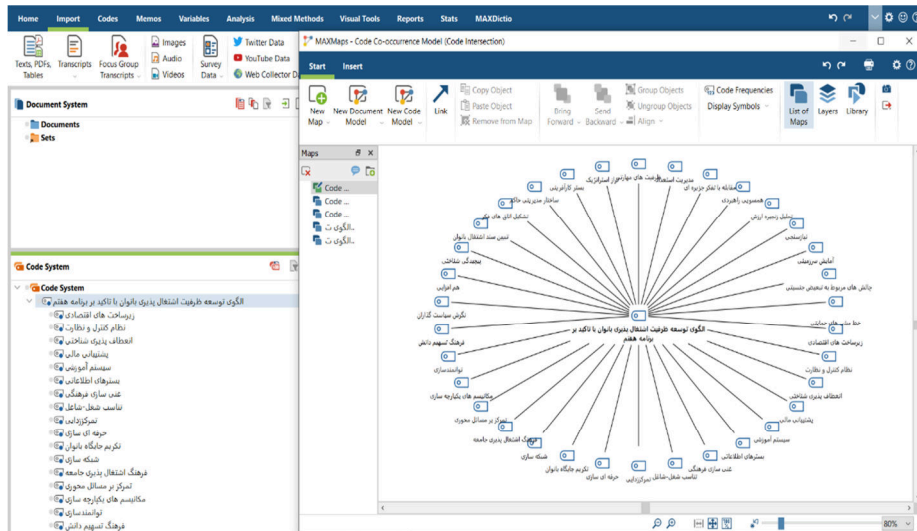 Home Import Codes Memos Variables Analysis Mixed Methods Visual Tools Reports Stats MAXDictio
Texts, PDFs, Tables
Transcripts
Focus Group Transcripts
Images
Audio
Videos
Survey Data
Twitter Data
YouTube Data
Web Collector Da
Document System
Documents
Sets
Code System
Code System
الگوی توسعه ظرفیت اشتغال پذیری بانوان با تاکید بر برنامه هفتم
زیرساخت های اقتصادی
نظام کنترل و نظارت
انعطاف پذیری شناختی
پشتیبانی مالی
سیستم آموزشی
بسترهای اطلاعاتی
غنی سازی فرهنگی
تناسب شغل-شاغل
تمرکززدایی
حرفه ای سازی
تکریم جایگاه بانوان
شبکه سازی
فرهنگ اشتغال پذیری جامعه
تمرکز بر مسائل محوری
مکانیسم های یکپارچه سازی
توانمندسازی
فرهنگ تسهیم دانش
MAXMaps - Code Co-occurrence Model (Code Intersection)
Start Insert
New Map
New Document Model
New Code Model
Link
Copy Object
Paste Object
Remove from Map
Bring Forward
Send Backward
Group Objects
Ungroup Objects
Align
Code Frequencies
Display Symbols
List of Maps
Layers
Library
Maps
Code ...
Code ...
Code ...
الگوی ت...
الگوی ت...
ظرفیت های مهارتی
مدیریت استعداد
مقابله با تفکر جزیره ای
همسویی راهبردی
تحلیل زنجیره ارزش
نیازسنجی
آمایش سرزمینی
چالش های مربوط به تبعیض جنسیتی
خط مشی های حمایتی
زیرساخت های اقتصادی
نظام کنترل و نظارت
انعطاف پذیری شناختی
پشتیبانی مالی
سیستم آموزشی
بسترهای اطلاعاتی
غنی سازی فرهنگی
تناسب شغل-شاغل
تمرکززدایی
حرفه ای سازی
تکریم جایگاه بانوان
شبکه سازی
فرهنگ اشتغال پذیری جامعه
تمرکز بر مسائل محوری
مکانیسم های یکپارچه سازی
توانمندسازی
فرهنگ تسهیم دانش
نگرش سیاست گذاران
هم افزایی
پیچیدگی شناختی
تبیین سند اشتغال بانوان
تشکیل اتاق های فکر
ساختار مدیریتی حاکم
بستر کارآفرینی
استراتژیک
الگوی توسعه ظرفیت اشتغال پذیری بانوان با تاکید بر
برنامه هفتم
80%